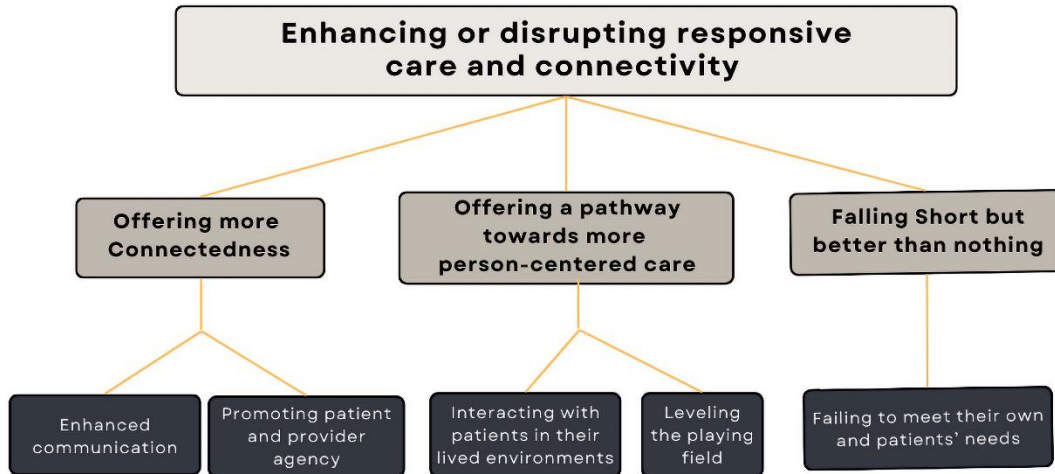 Enhancing or disrupting responsive
care and connectivity
Offering more
Connectedness
Offering a pathway
towards more
person-centered care
Falling Short but
better than nothing
Enhanced
communication
Promoting patient
and provider
agency
Interacting with
patients in their
lived environments
Leveling
the playing
field
Failing to meet their own
and patients’ needs